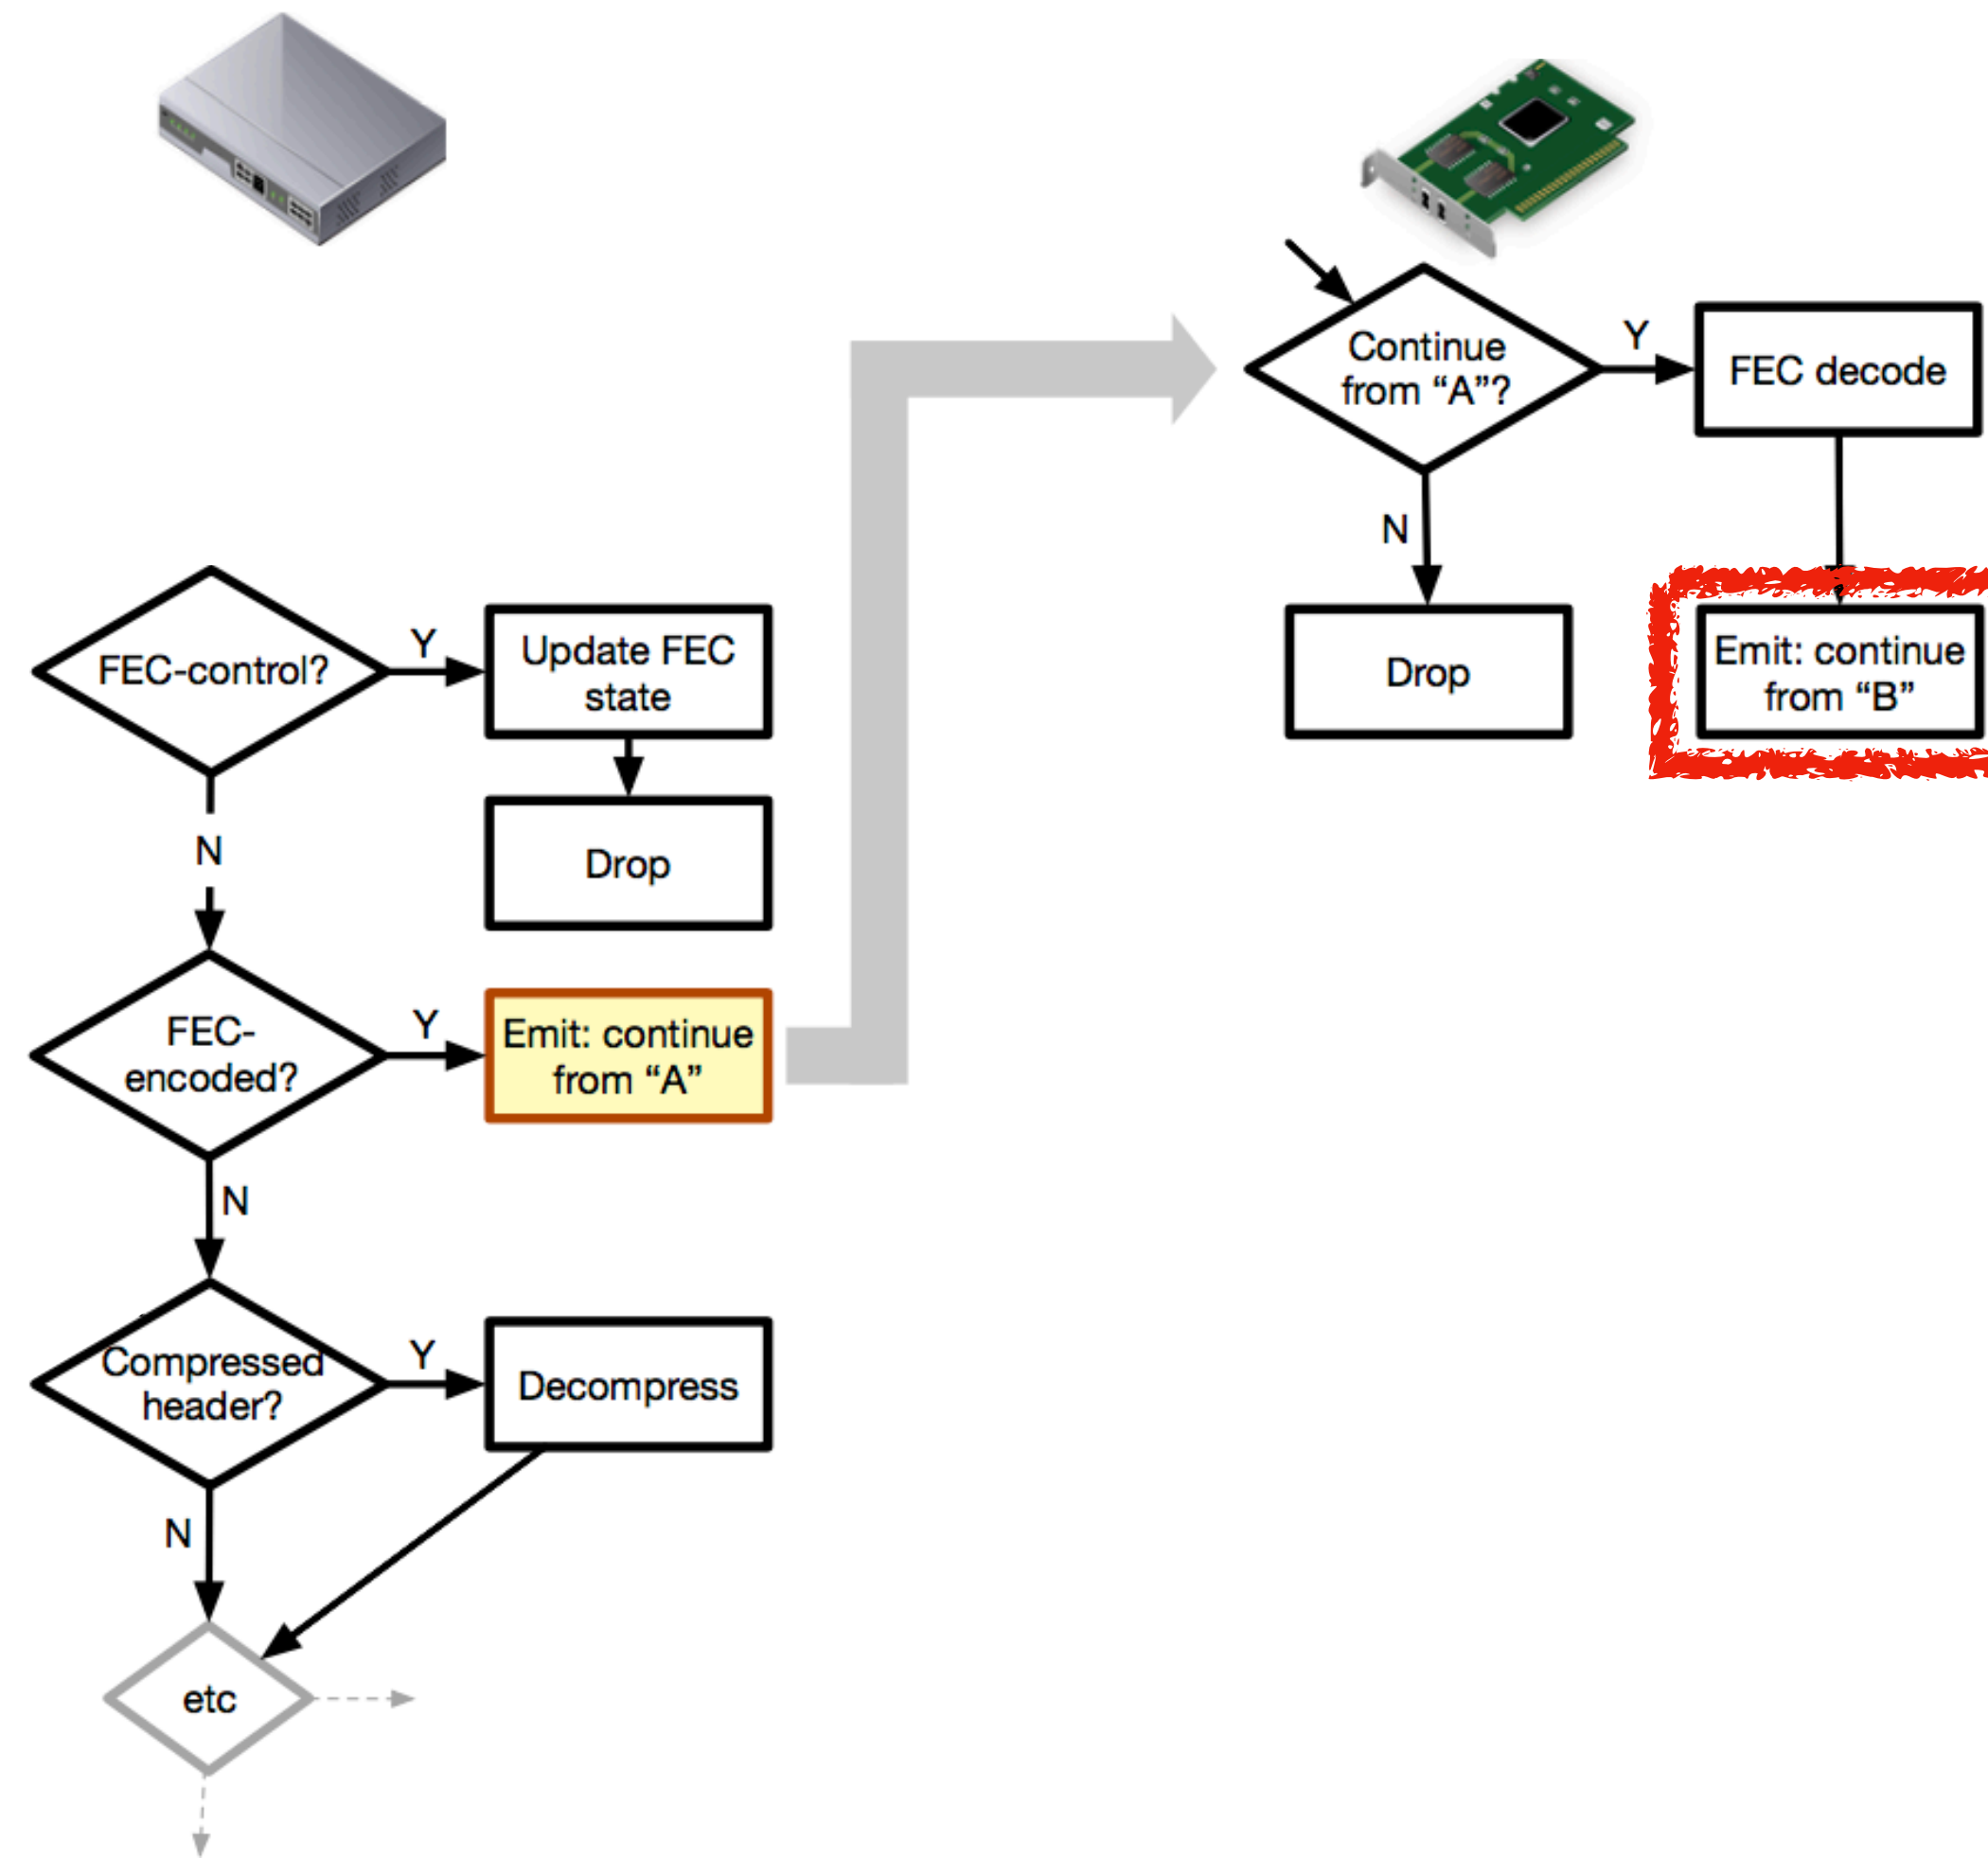 Continue
from “A”?
Y
FEC decode
N
Drop
Emit: continue
from “B”
FEC-control?
Y
Update FEC
state
Drop
N
FEC-
encoded?
Y
Emit: continue
from “A”
N
Compressed
header?
Y
Decompress
N
etc